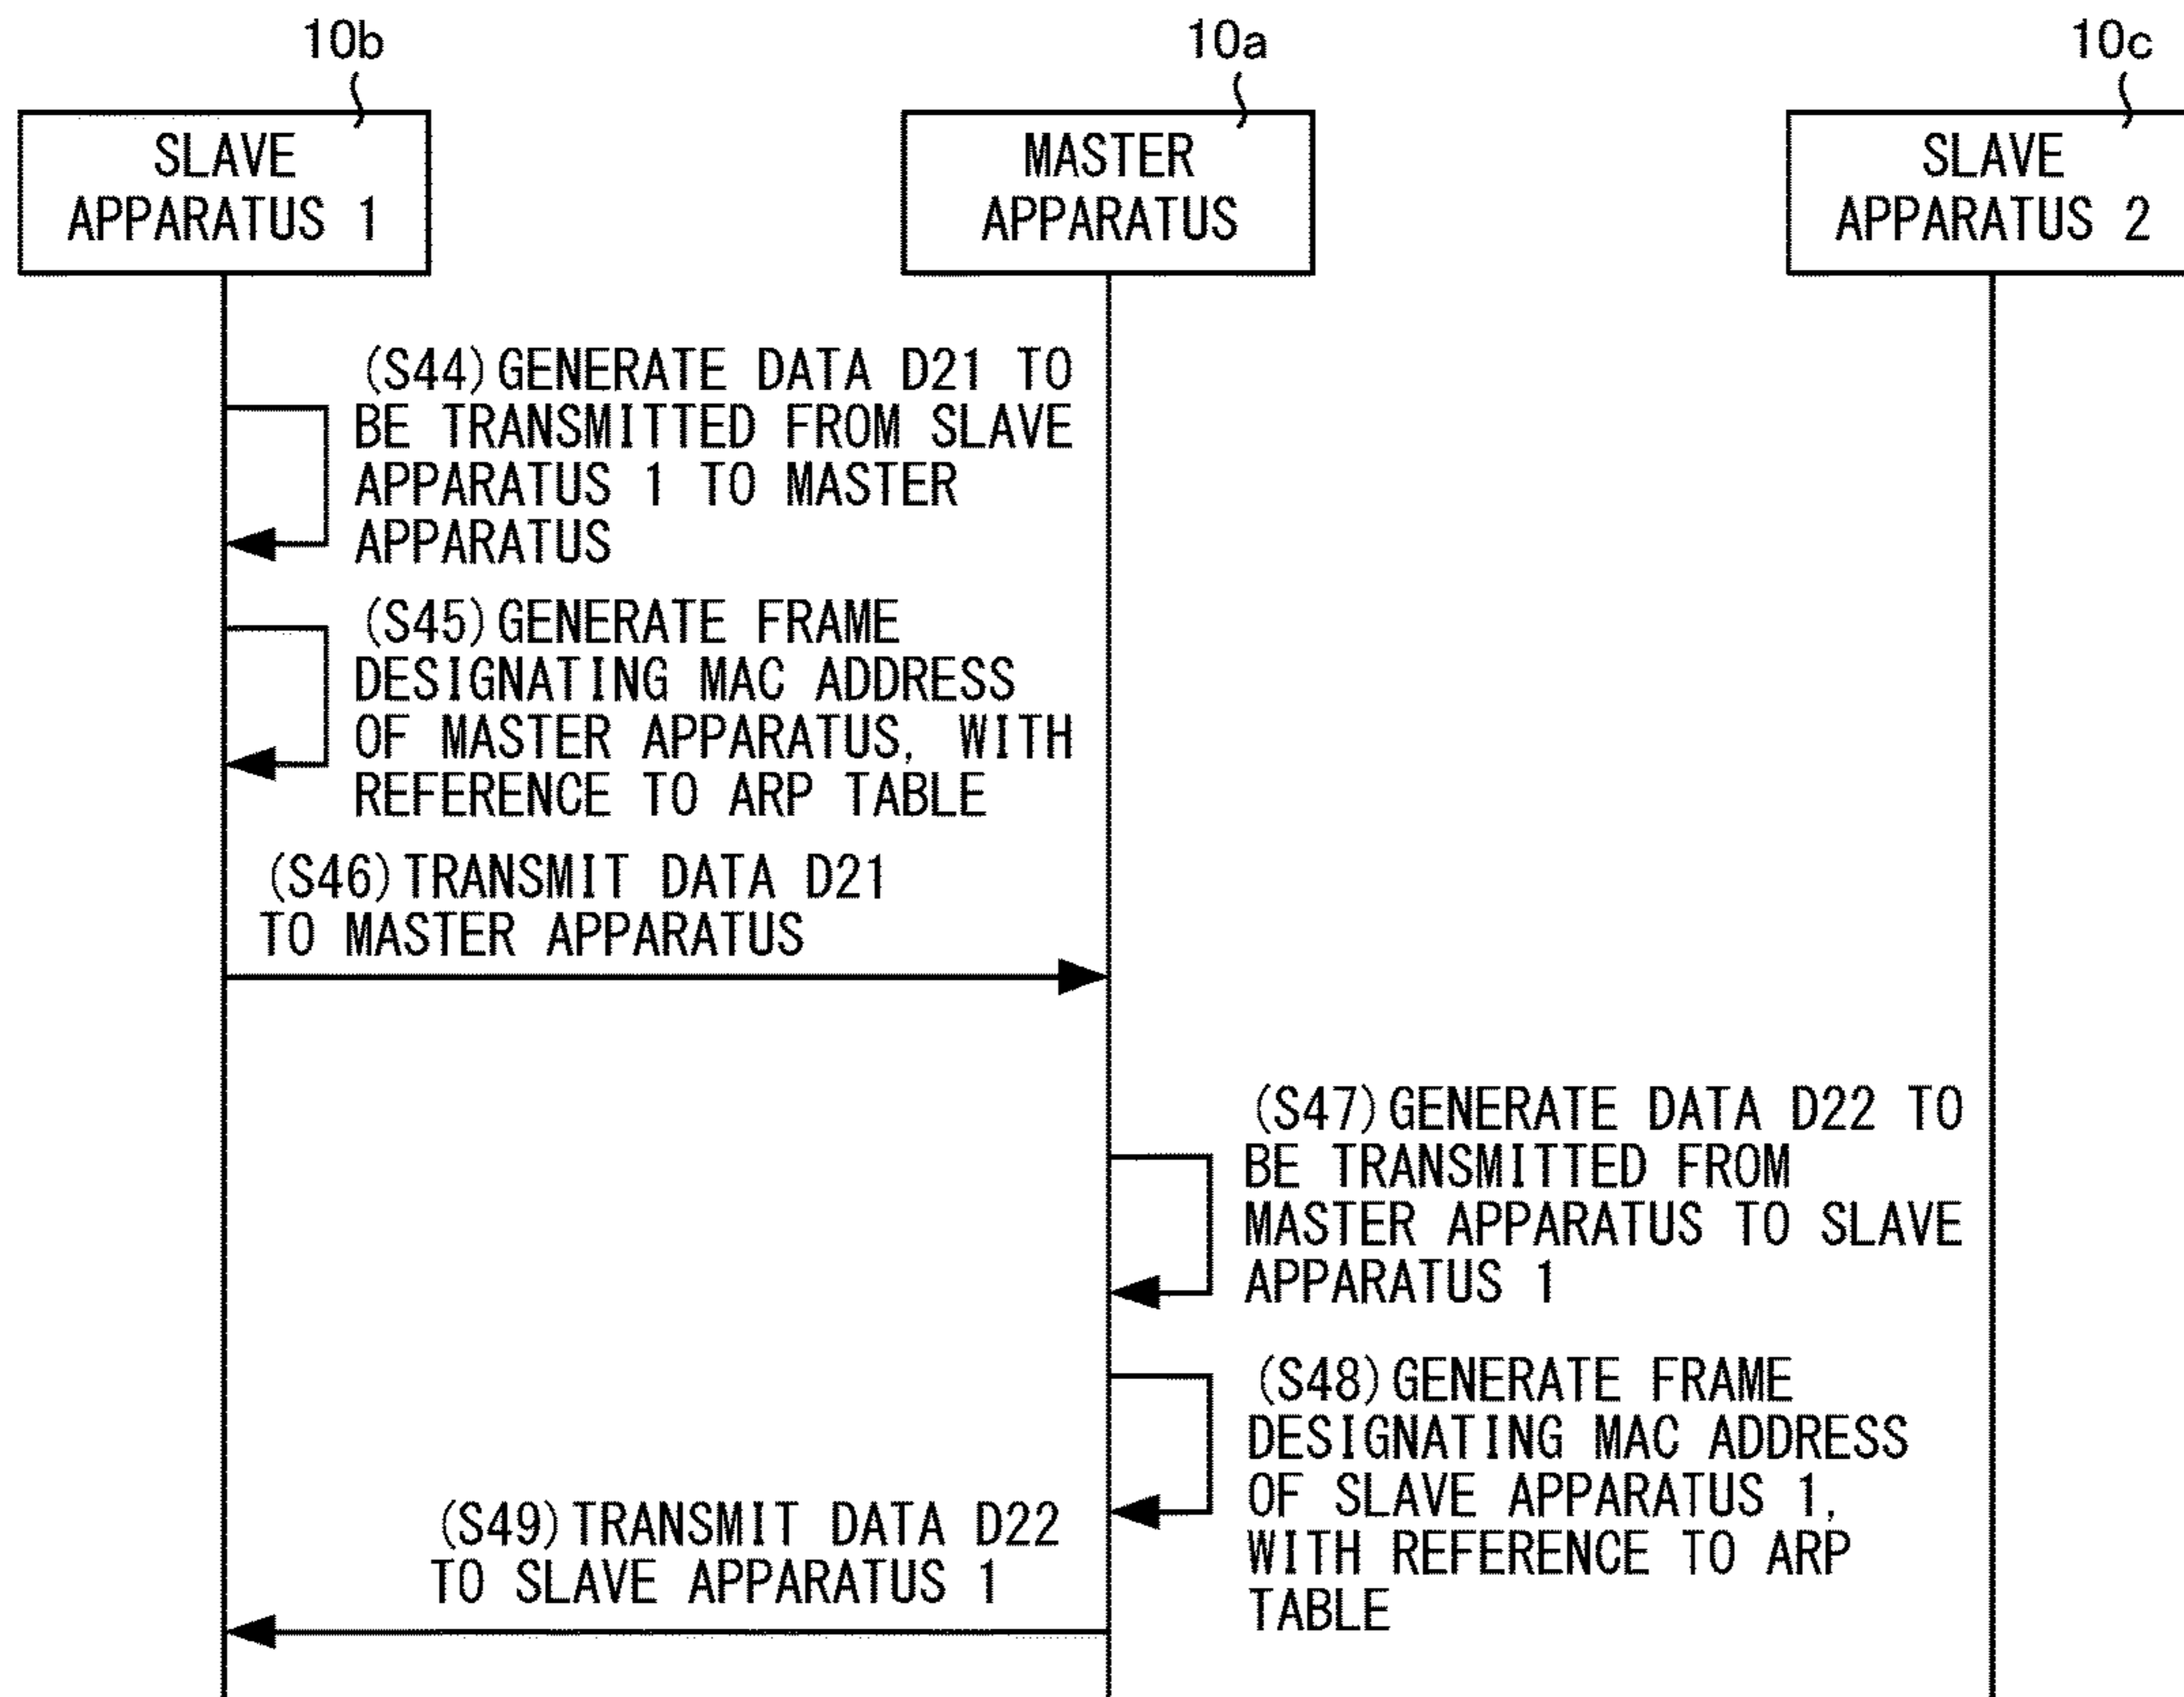 10b
10a
10c
SLAVE
APPARATUS 1
MASTER
APPARATUS
SLAVE
APPARATUS 2
(S44) GENERATE DATA D21 TO
BE TRANSMITTED FROM SLAVE
APPARATUS 1 TO MASTER
APPARATUS
(S45) GENERATE FRAME
DESIGNATING MAC ADDRESS
OF MASTER APPARATUS, WITH
REFERENCE TO ARP TABLE
(S46) TRANSMIT DATA D21
TO MASTER APPARATUS
(S47) GENERATE DATA D22 TO
BE TRANSMITTED FROM
MASTER APPARATUS TO SLAVE
APPARATUS 1
(S48) GENERATE FRAME
DESIGNATING MAC ADDRESS
OF SLAVE APPARATUS 1,
WITH REFERENCE TO ARP
TABLE
(S49) TRANSMIT DATA D22
TO SLAVE APPARATUS 1